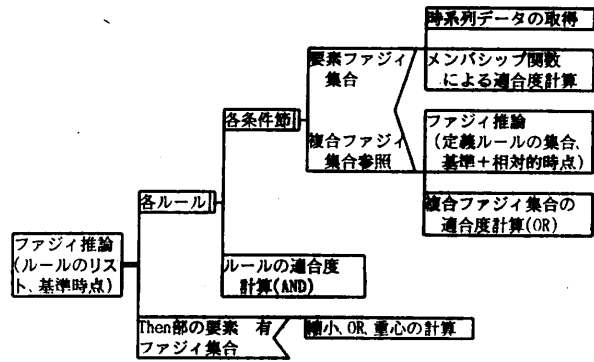 時系列データの取得
要素ファジィ
集合
メンバシップ関数
による適合度計算
各条件節
複合ファジィ
集合参照
ファジィ推論
(定義ルールの集合、
基準+相対的時点)
各ルール
複合ファジィ集合の
適合度計算(OR)
ファジィ推論
(ルールのリス
ト、基準時点)
ルールの適合度
計算(AND)
Then部の要素 有
ファジィ集合
縮小、OR、重心の計算